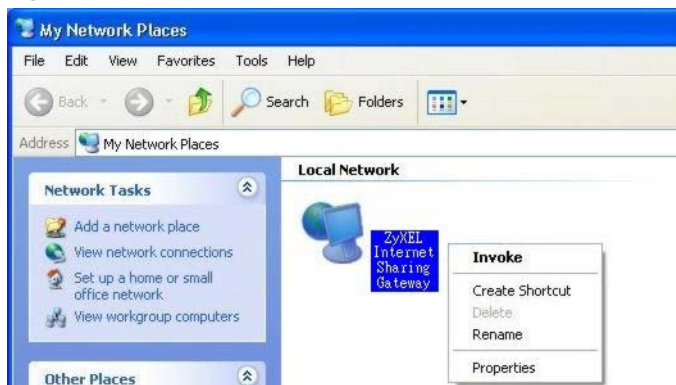 My Network Places
File Edit View Favorites Tools Help
Back Search Folders
Address My Network Places
Network Tasks
Add a network place
View network connections
Set up a home or small
office network
View workgroup computers
Other Places
Local Network
ZyXEL
Internet
Sharing
Gateway
Invoke
Create Shortcut
Delete
Rename
Properties